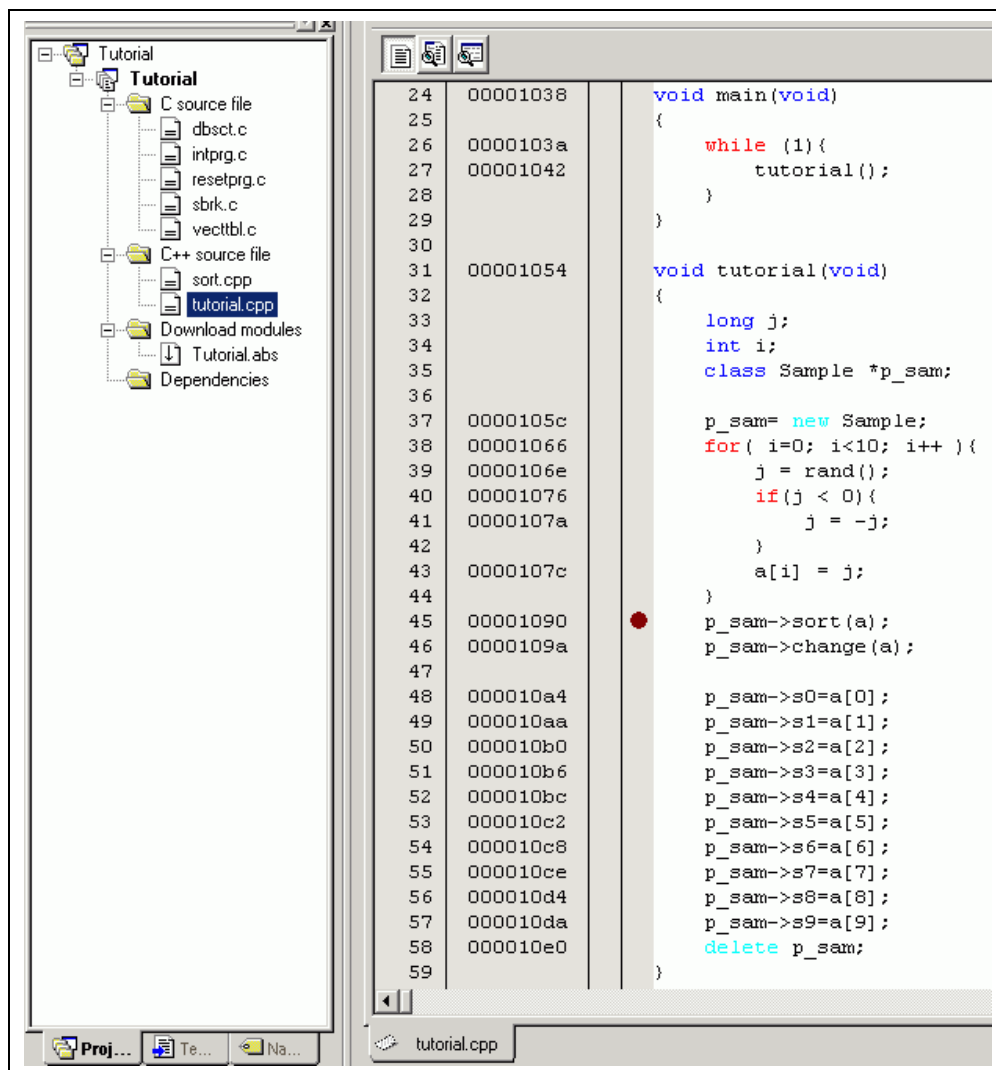 Tutorial
Tutorial
C source file
dbsct.c
intprg.c
resetprg.c
sbrk.c
vecttbl.c
C++ source file
sort.cpp
tutorial.cpp
Download modules
Tutorial.abs
Dependencies
Proj... Te... Na...
24 00001038 void main(void)
25 {
26 0000103a while (1){
27 00001042 tutorial();
28 }
29 }
30
31 00001054 void tutorial(void)
32 {
33 long j;
34 int i;
35 class Sample *p_sam;
36
37 0000105c p_sam= new Sample;
38 00001066 for( i=0; i<10; i++ ){
39 0000106e j = rand();
40 00001076 if(j < 0){
41 0000107a j = -j;
42 }
43 0000107c a[i] = j;
44 }
45 00001090 p_sam->sort(a);
46 0000109a p_sam->change(a);
47
48 000010a4 p_sam->s0=a[0];
49 000010aa p_sam->s1=a[1];
50 000010b0 p_sam->s2=a[2];
51 000010b6 p_sam->s3=a[3];
52 000010bc p_sam->s4=a[4];
53 000010c2 p_sam->s5=a[5];
54 000010c8 p_sam->s6=a[6];
55 000010ce p_sam->s7=a[7];
56 000010d4 p_sam->s8=a[8];
57 000010da p_sam->s9=a[9];
58 000010e0 delete p_sam;
59 }
tutorial.cpp